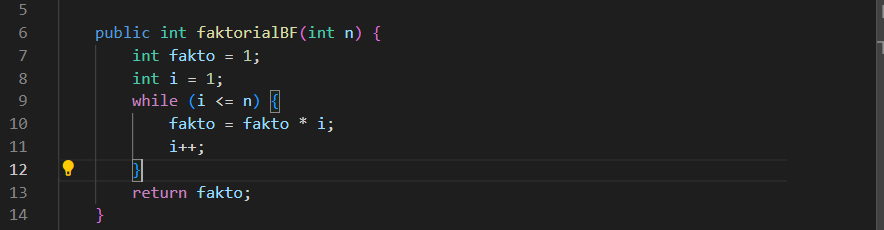 5
6 public int faktorialBF(int n) {
7 int fakto = 1;
8 int i = 1;
9 while (i <= n) {
10 fakto = fakto * i;
11 i++;
12 }
13 return fakto;
14 }